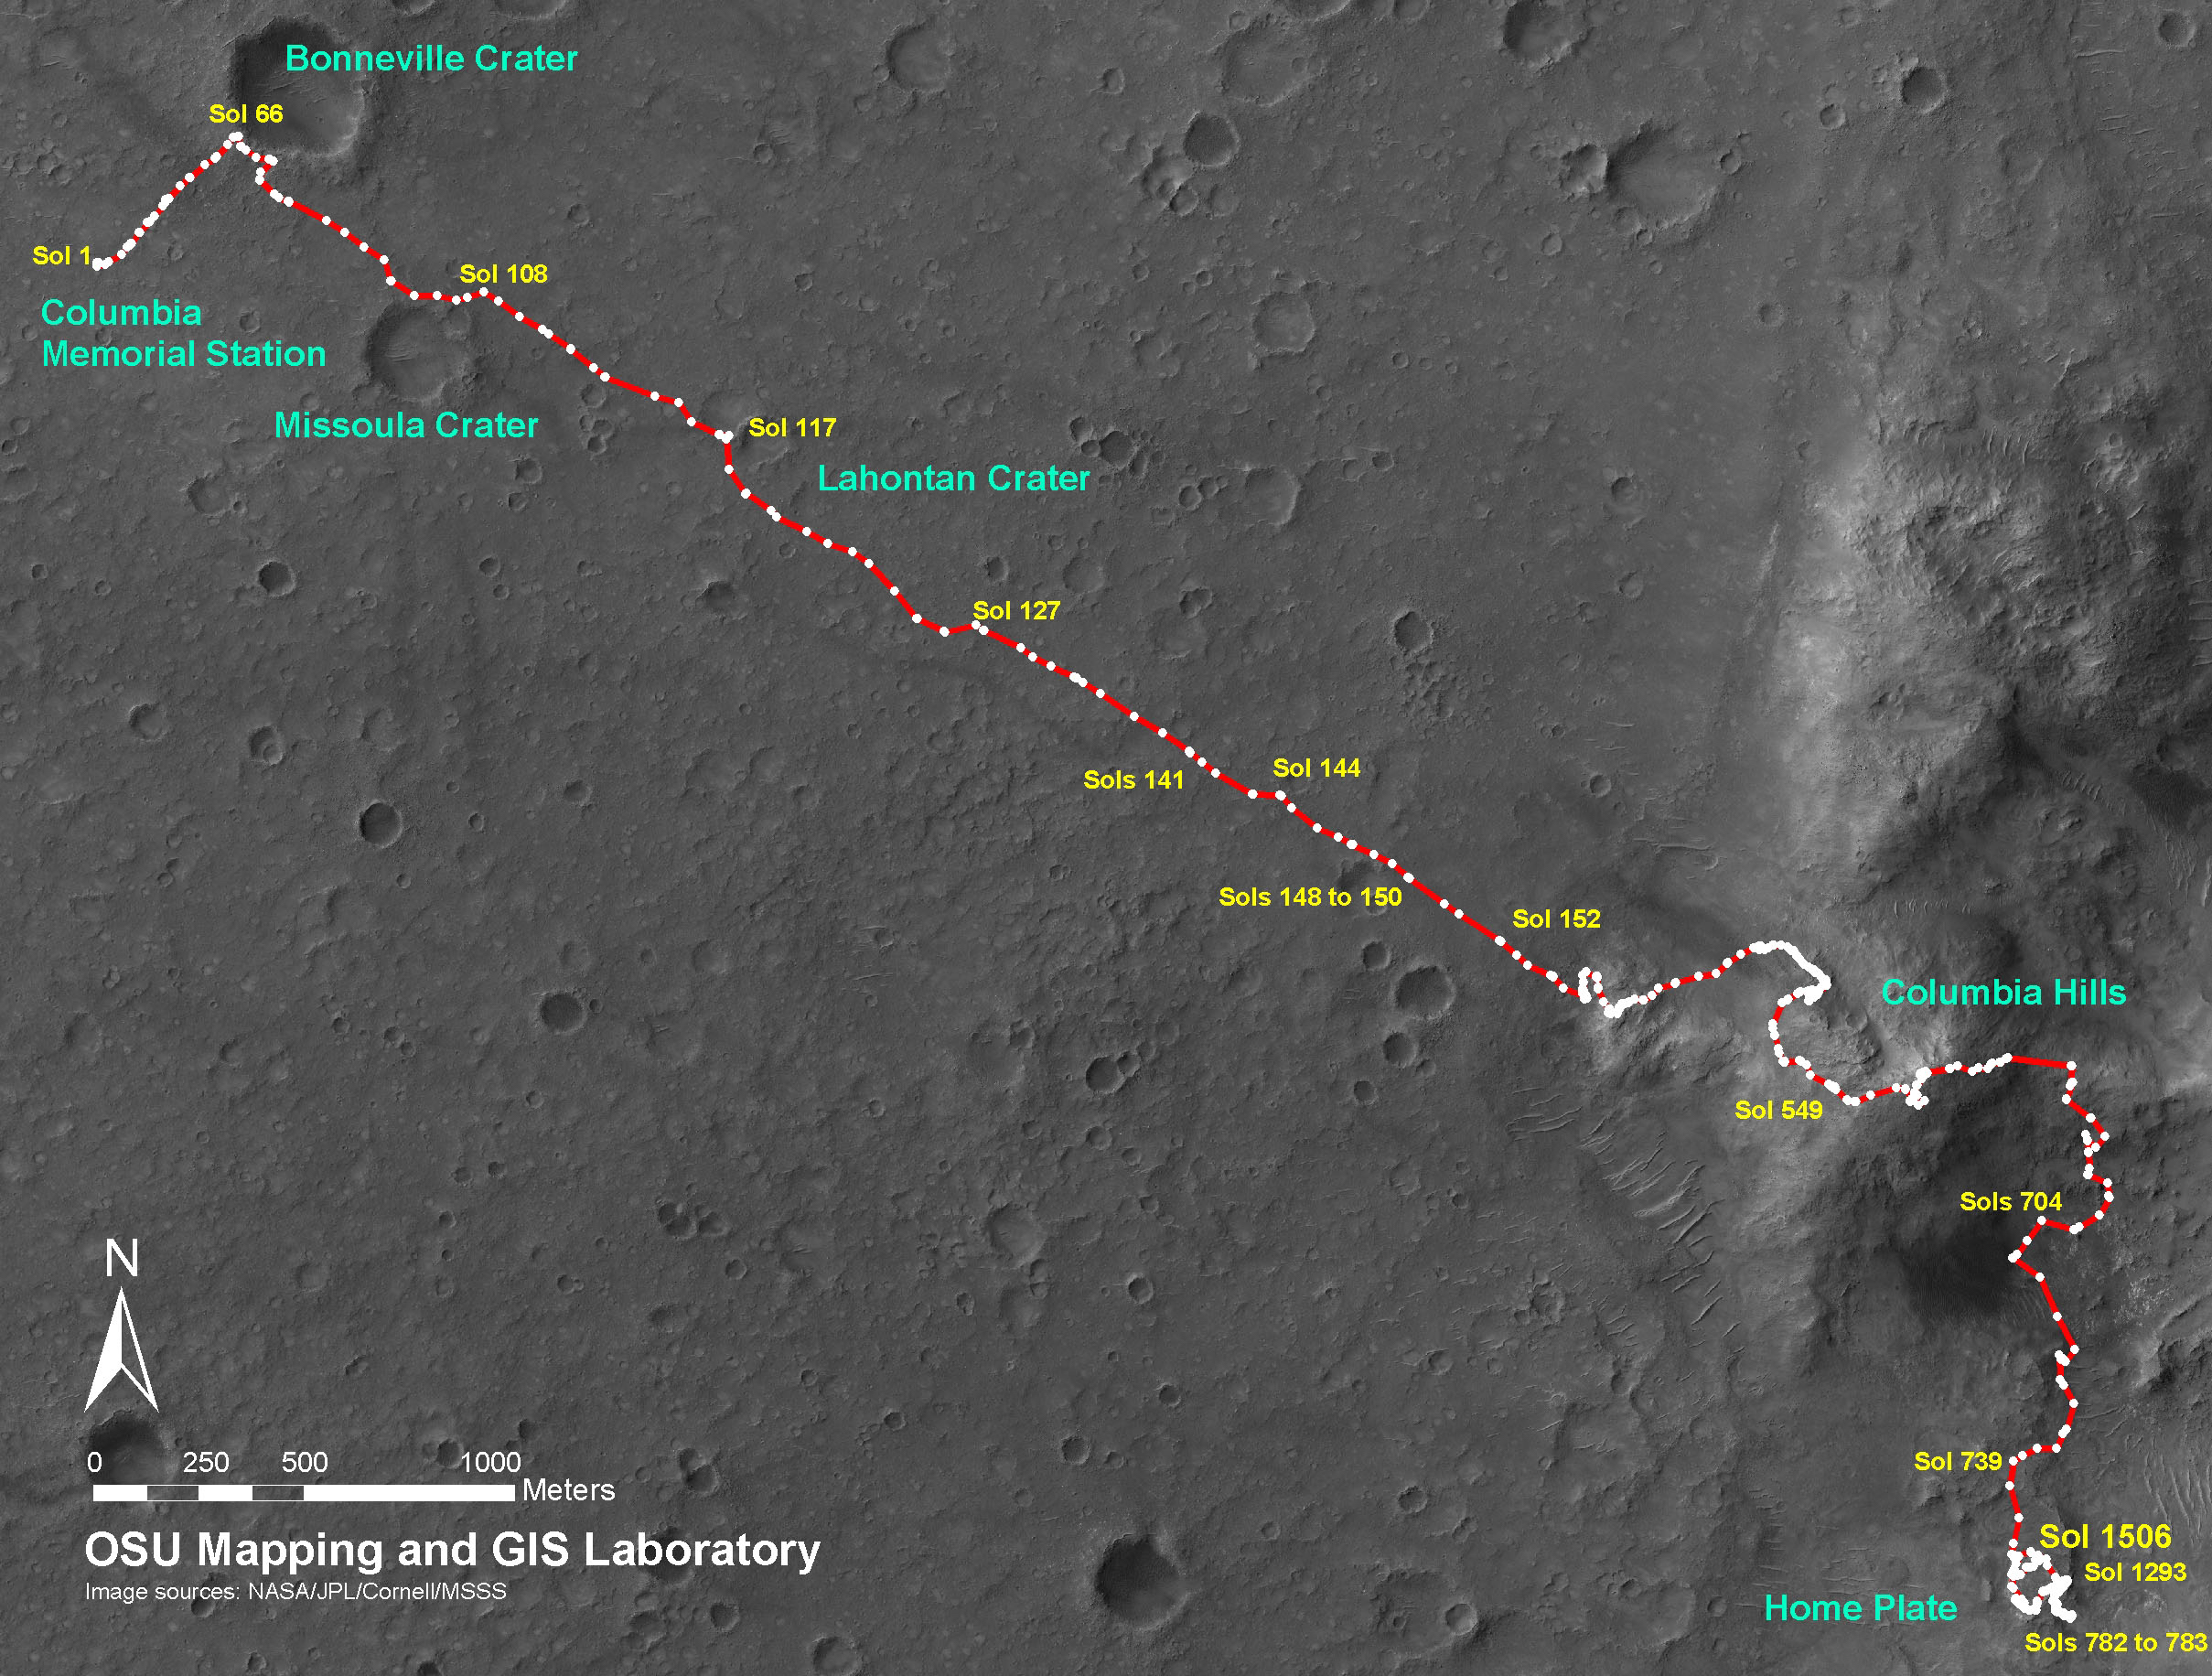 Bonneville Crater
Sol 66
Sol 1
Sol 108
Columbia
Memorial Station
Missoula Crater
Sol 117
Lahontan Crater
Sol 127
Sols 141
Sol 144
Sols 148 to 150
Sol 152
Columbia Hills
Sol 549
Sols 704
N
0 250 500 1000
Meters
Sol 739
OSU Mapping and GIS Laboratory
Image sources: NASA/JPL/Cornell/MSSS
Sol 1506
Sol 1293
Home Plate
Sols 782 to 783